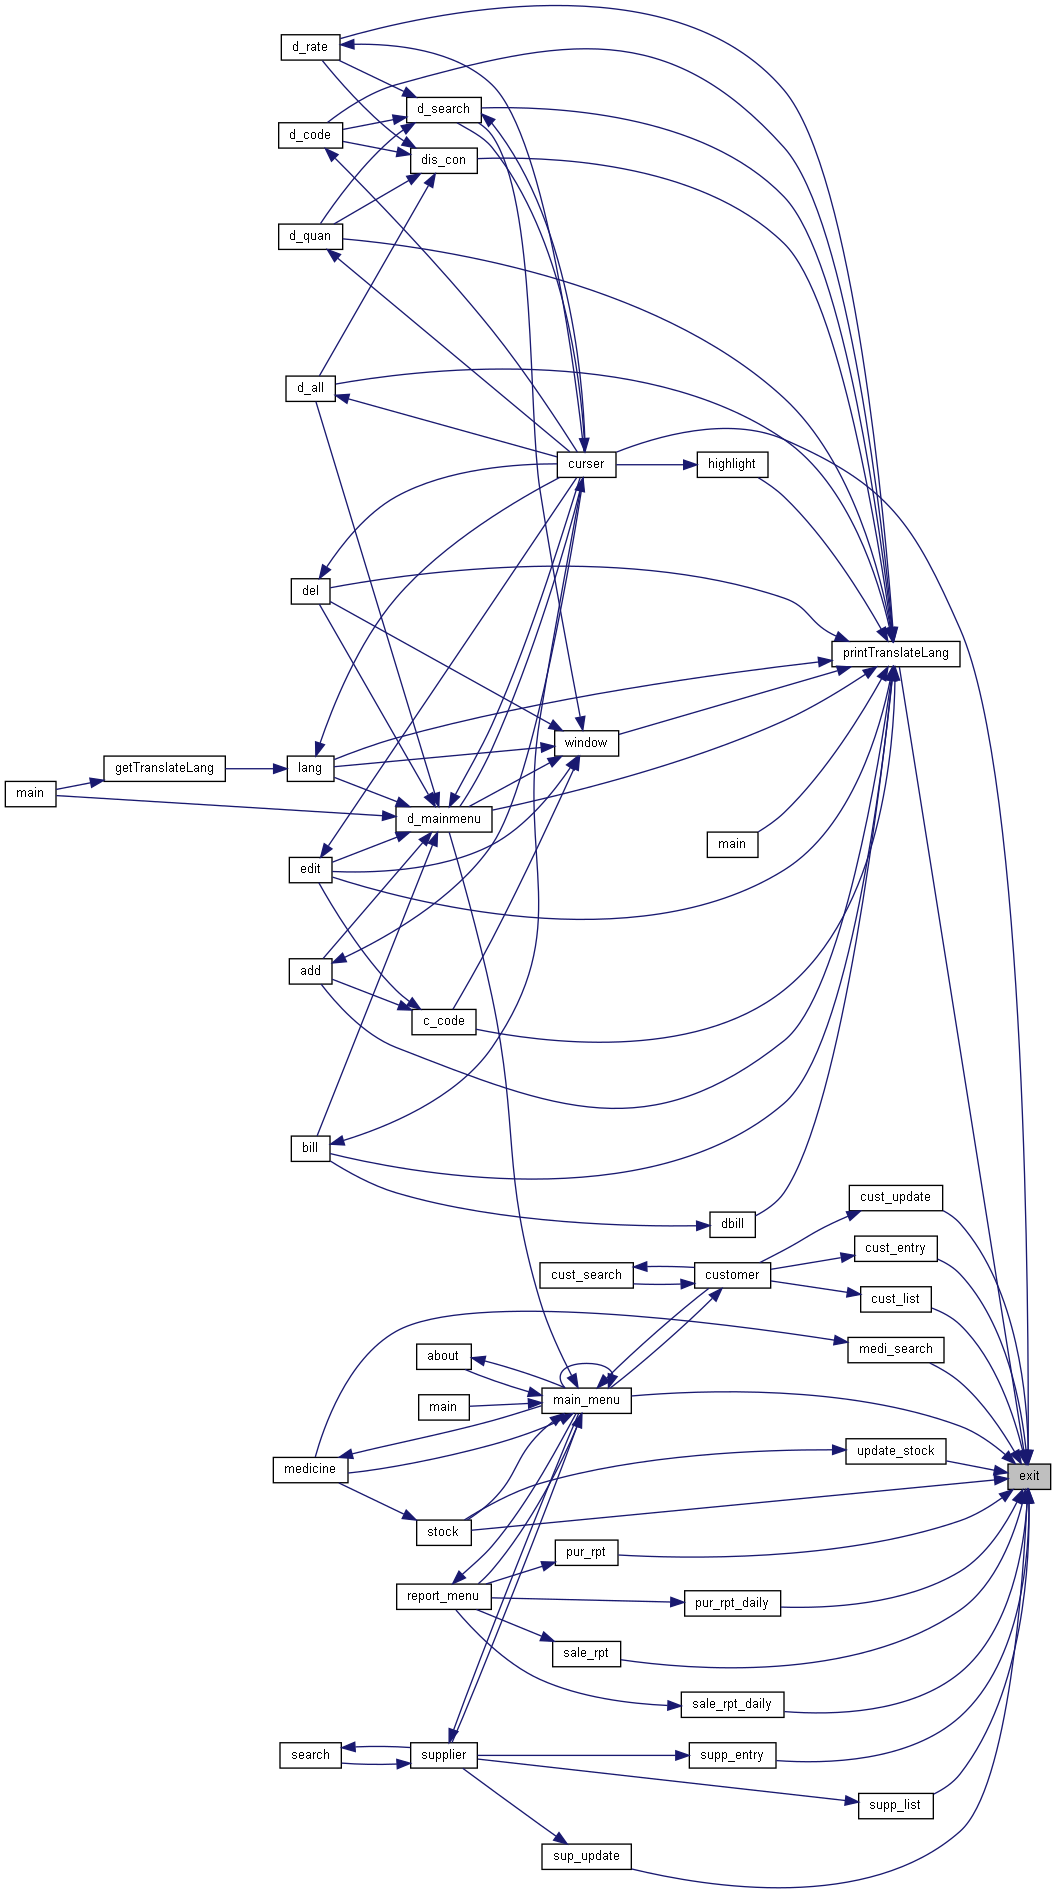 d_rate
d_search
d_code
dis_con
d_quan
d_all
curser
highlight
del
printTranslateLang
window
getTranslateLang
lang
main
d_mainmenu
main
edit
add
c_code
bill
cust_update
dbill
cust_entry
cust_search
customer
cust_list
medi_search
about
main_menu
main
update_stock
medicine
exit
stock
pur_rpt
report_menu
pur_rpt_daily
sale_rpt
sale_rpt_daily
search
supplier
supp_entry
supp_list
sup_update